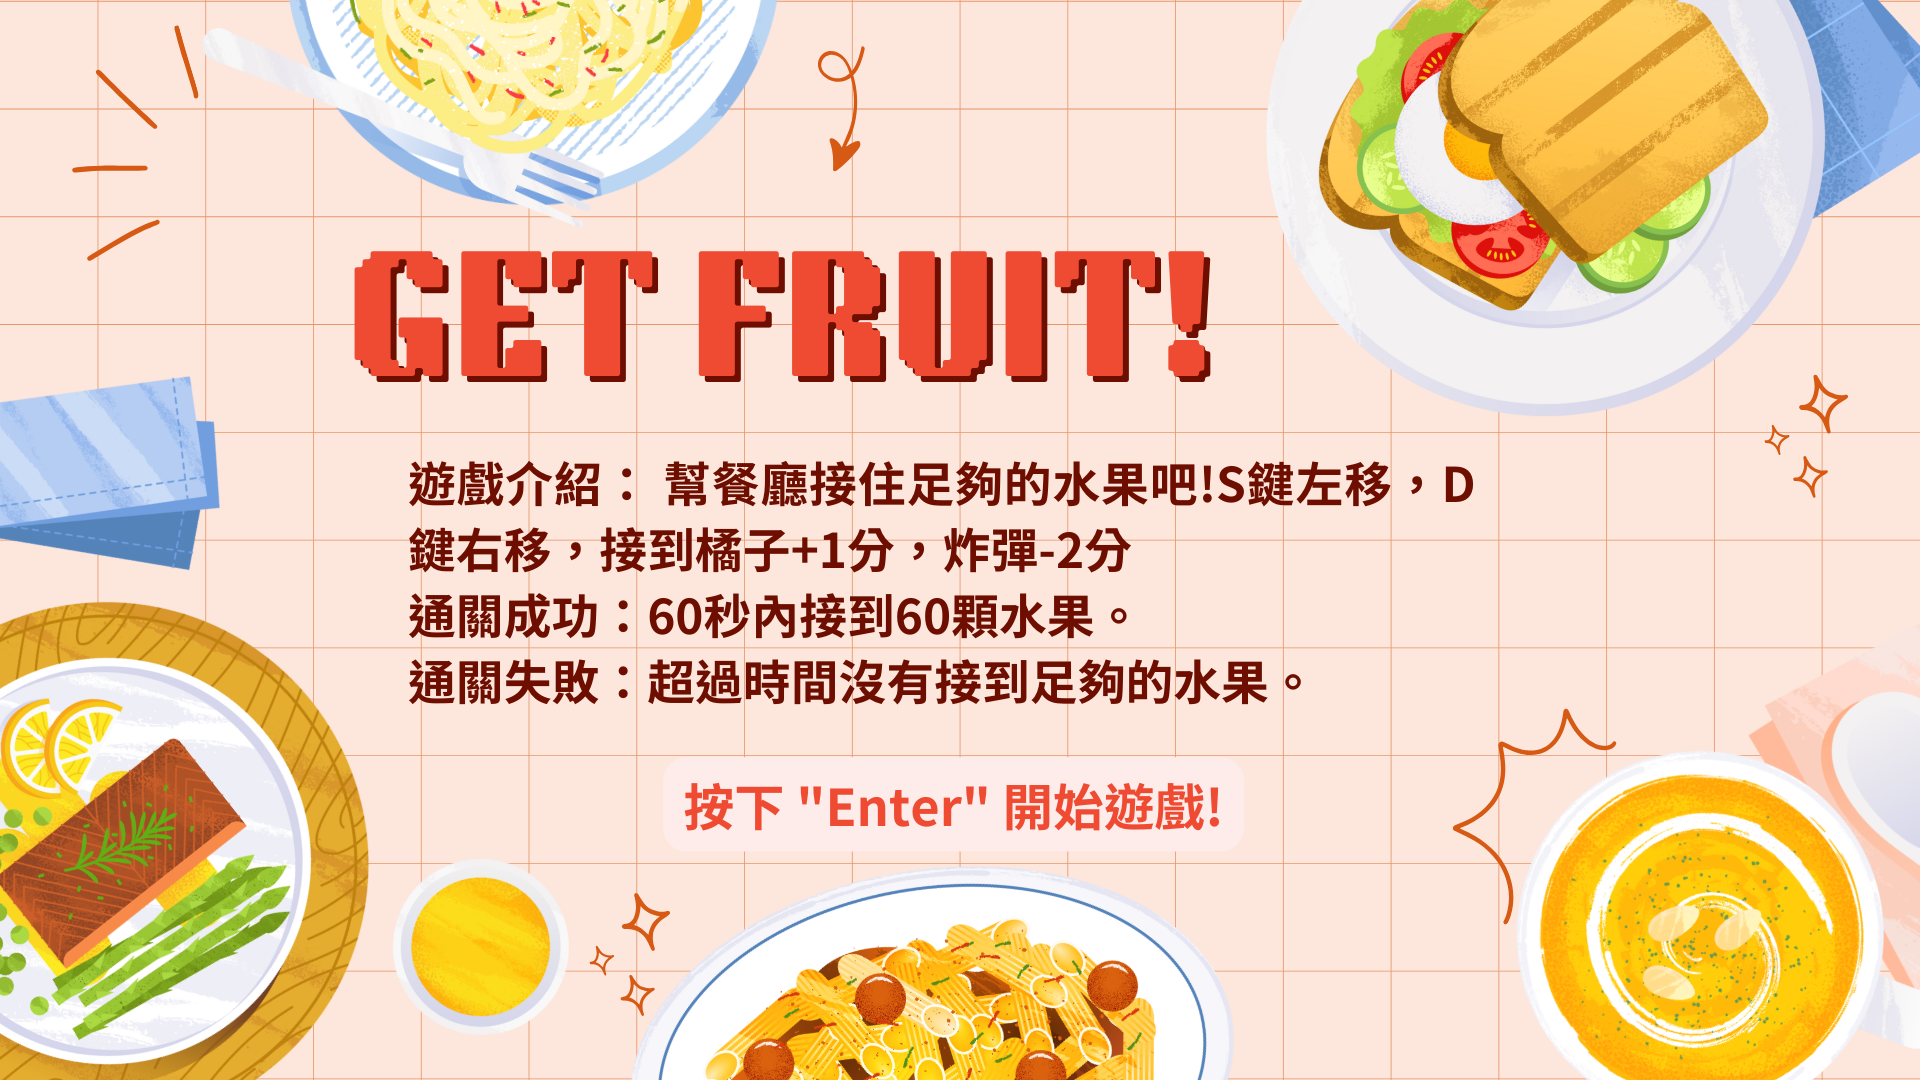 GET FRUIT!
遊戲介紹： 幫餐廳接住足夠的水果吧!S鍵左移，D
鍵右移，接到橘子+1分，炸彈-2分
通關成功：60秒內接到60顆水果。
通關失敗：超過時間沒有接到足夠的水果。
按下 "Enter" 開始遊戲!